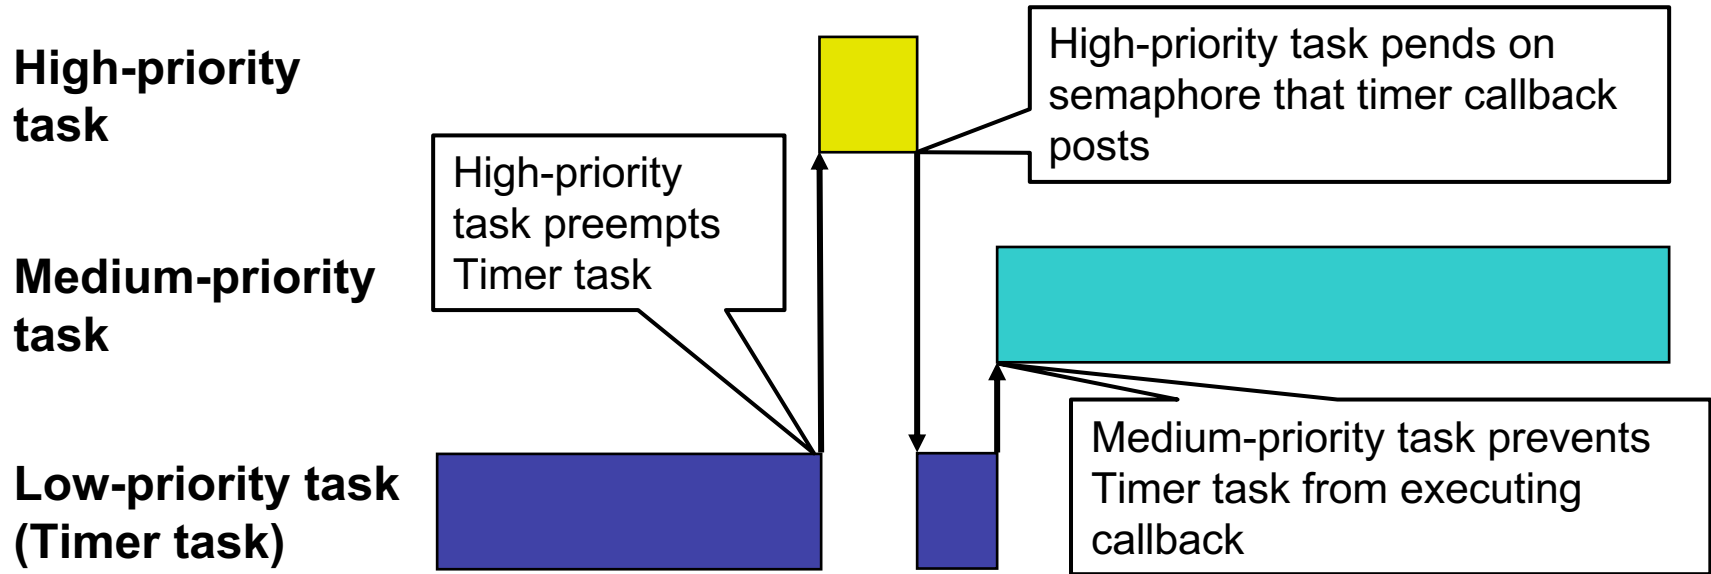 High-priority
task
High-priority task pends on
semaphore that timer callback
posts
High-priority
task preempts
Timer task
Medium-priority
task
Medium-priority task prevents
Timer task from executing
callback
Low-priority task
(Timer task)